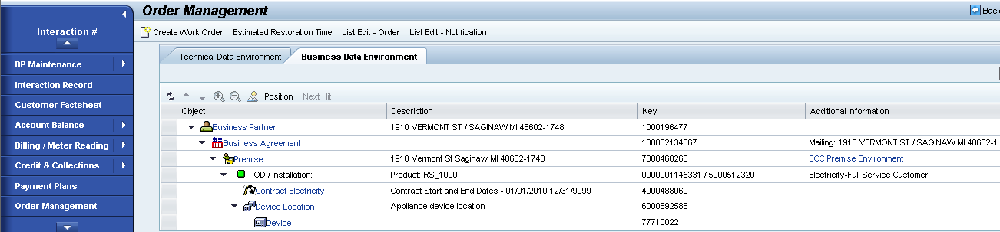 Order Management
Back
Interaction #
Create Work Order Estimated Restoration Time List Edit - Order List Edit - Notification
Technical Data Environment Business Data Environment
BP Maintenance
Interaction Record
Customer Factsheet
Account Balance
Billing / Meter Reading
Credit & Collections
Payment Plans
Order Management
Position Next Hit
Object Description Key Additional Information
Business Partner 1910 VERMONT ST / SAGINAW MI 48602-1748 1000196477
Business Agreement 100002134367 Mailing: 1910 VERMONT ST / SAGINAW MI 48602-1...
Premise 1910 Vermont St Saginaw MI 48602-1748 7000468266 ECC Premise Environment
POD / Installation: Product: RS_1000 0000001145331 / 5000512320 Electricity-Full Service Customer
Contract Electricity Contract Start and End Dates - 01/01/2010 12/31/9999 4000488069
Device Location Appliance device location 6000692586
Device 77710022